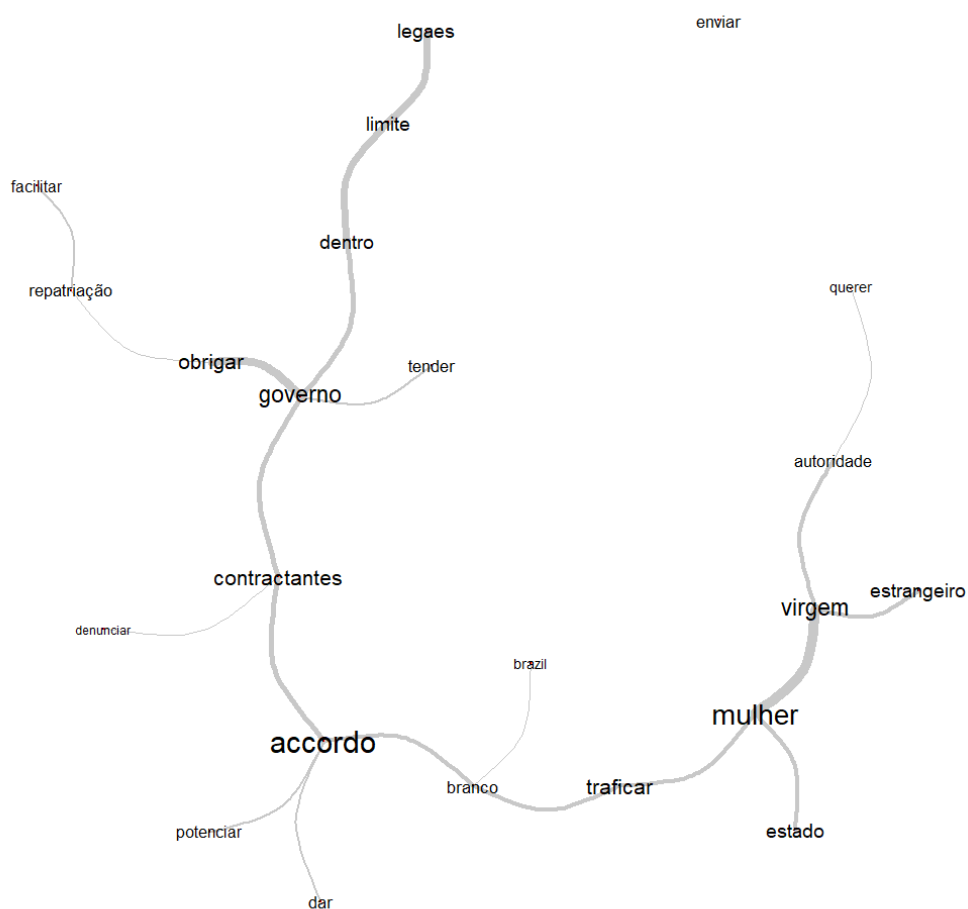 enviar
legaes
limite
facilitar
dentro
repatriação
querer
obrigar
tender
governo
autoridade
contractantes
estrangeiro
virgem
denunciar
brazil
mulher
accordo
branco
traficar
potenciar
estado
dar